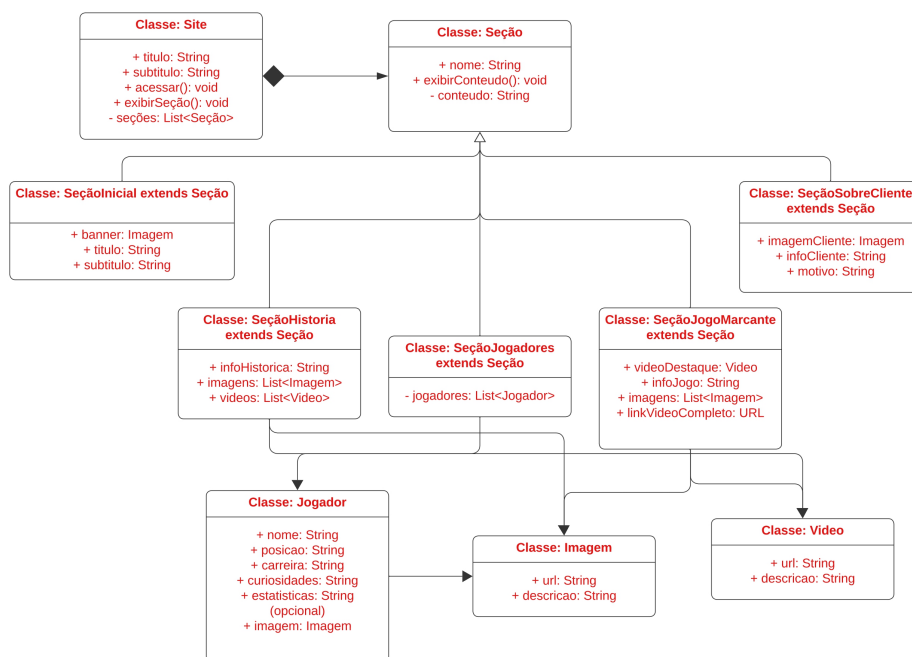 Classe: Site
+ titulo: String
+ subtitulo: String
+ acessar(): void
+ exibirSeção(): void
- seções: List<Seção>
Classe: Seção
+ nome: String
+ exibirConteudo(): void
- conteudo: String
Classe: SeçãoInicial extends Seção
+ banner: Imagem
+ titulo: String
+ subtitulo: String
Classe: SeçãoSobreCliente
extends Seção
+ imagemCliente: Imagem
+ infoCliente: String
+ motivo: String
Classe: SeçãoHistoria
extends Seção
+ infoHistorica: String
+ imagens: List<Imagem>
+ videos: List<Video>
Classe: SeçãoJogadores
extends Seção
- jogadores: List<Jogador>
Classe: SeçãoJogoMarcante
extends Seção
+ videoDestaque: Video
+ infoJogo: String
+ imagens: List<Imagem>
+ linkVideoCompleto: URL
Classe: Jogador
+ nome: String
+ posicao: String
+ carreira: String
+ curiosidades: String
+ estatisticas: String
(opcional)
+ imagem: Imagem
Classe: Imagem
+ url: String
+ descricao: String
Classe: Video
+ url: String
+ descricao: String